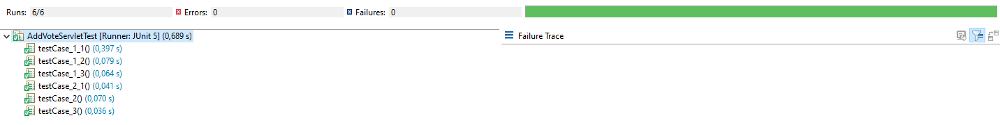 Runs: 6/6 Errors: 0 Failures: 0
AddVoteServletTest [Runner: JUnit 5] (0,689 s)
Failure Trace
testCase_1_1() (0,397 s)
testCase_1_2() (0,079 s)
testCase_1_3() (0,064 s)
testCase_2_1() (0,041 s)
testCase_2() (0,070 s)
testCase_3() (0,036 s)